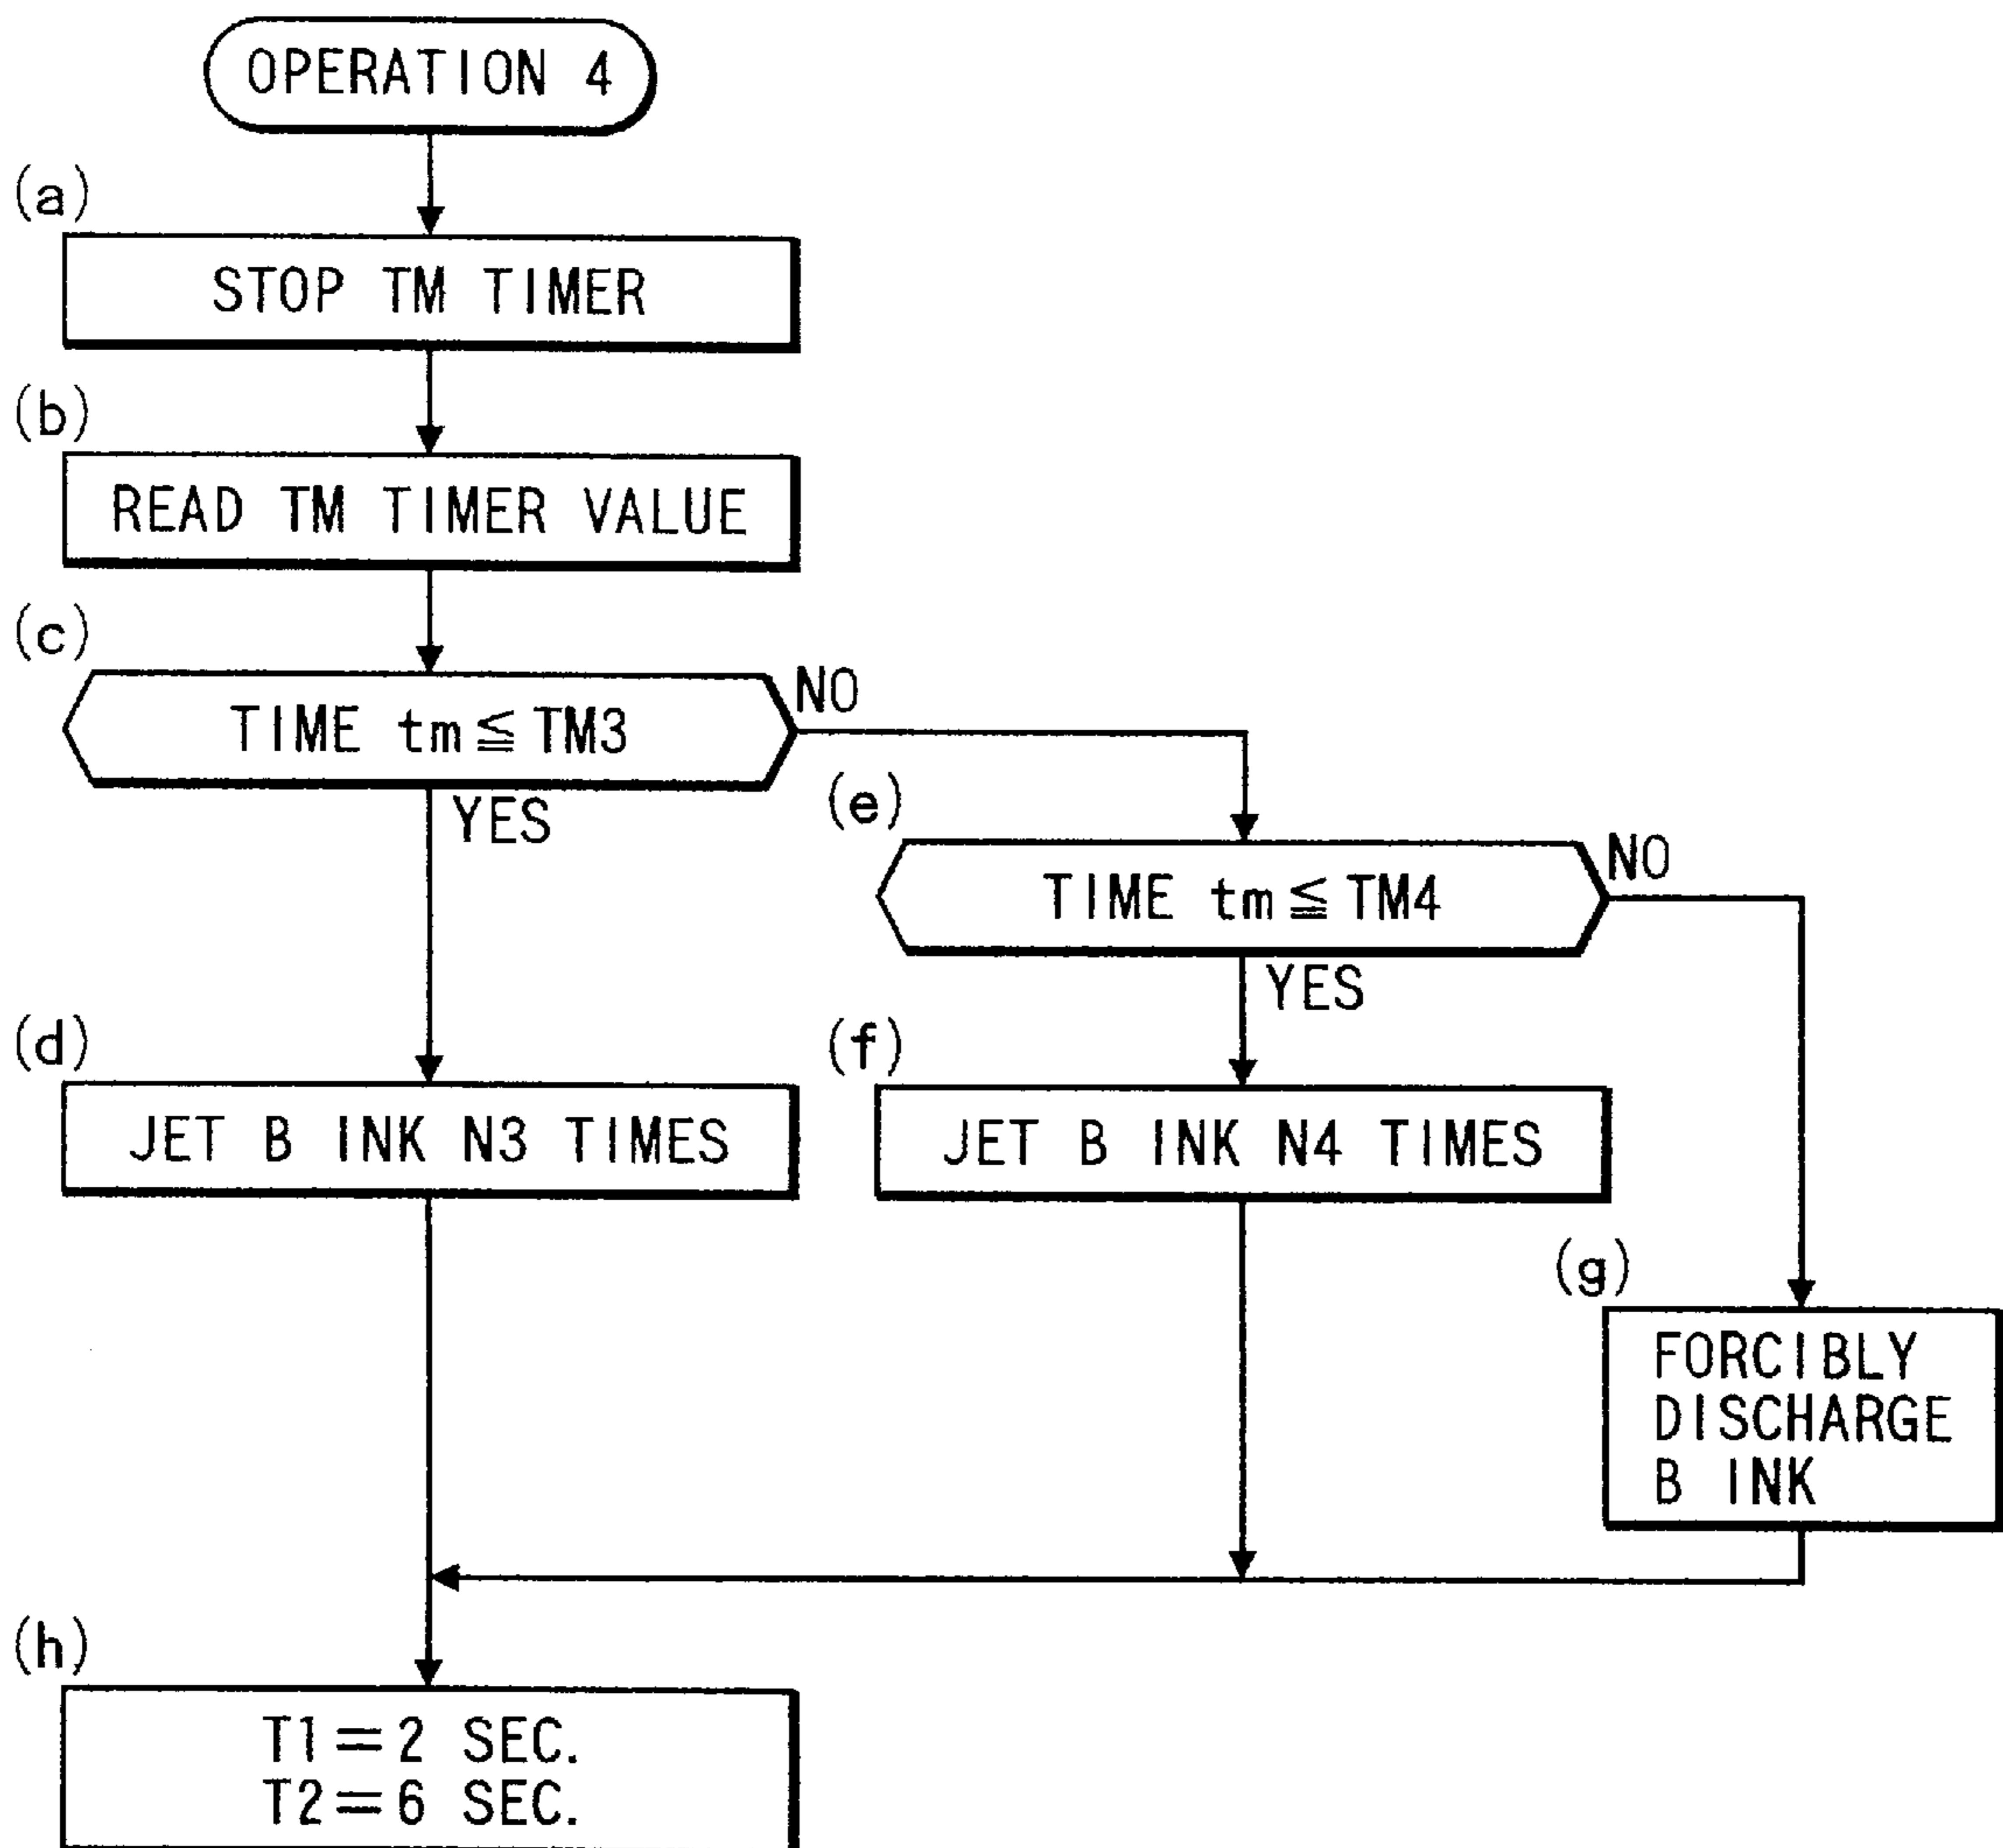 OPERATION 4
(a)
STOP TM TIMER
(b)
READ TM TIMER VALUE
(c)
TIME tm≦TM3
NO
YES
(e)
TIME tm≦TM4
NO
YES
(d)
JET B INK N3 TIMES
(f)
JET B INK N4 TIMES
(g)
FORCIBLY
DISCHARGE
B INK
(h)
T1=2 SEC.
T2=6 SEC.